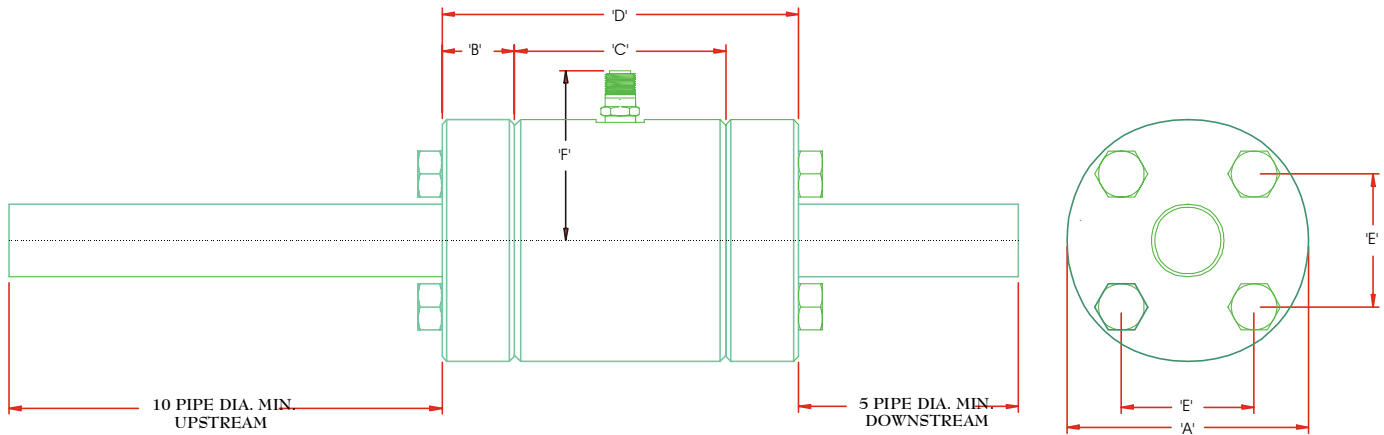 'D'
'B'
'C'
'F'
'E'
10 PIPE DIA. MIN.
UPSTREAM
5 PIPE DIA. MIN.
DOWNSTREAM
'E'
'A'